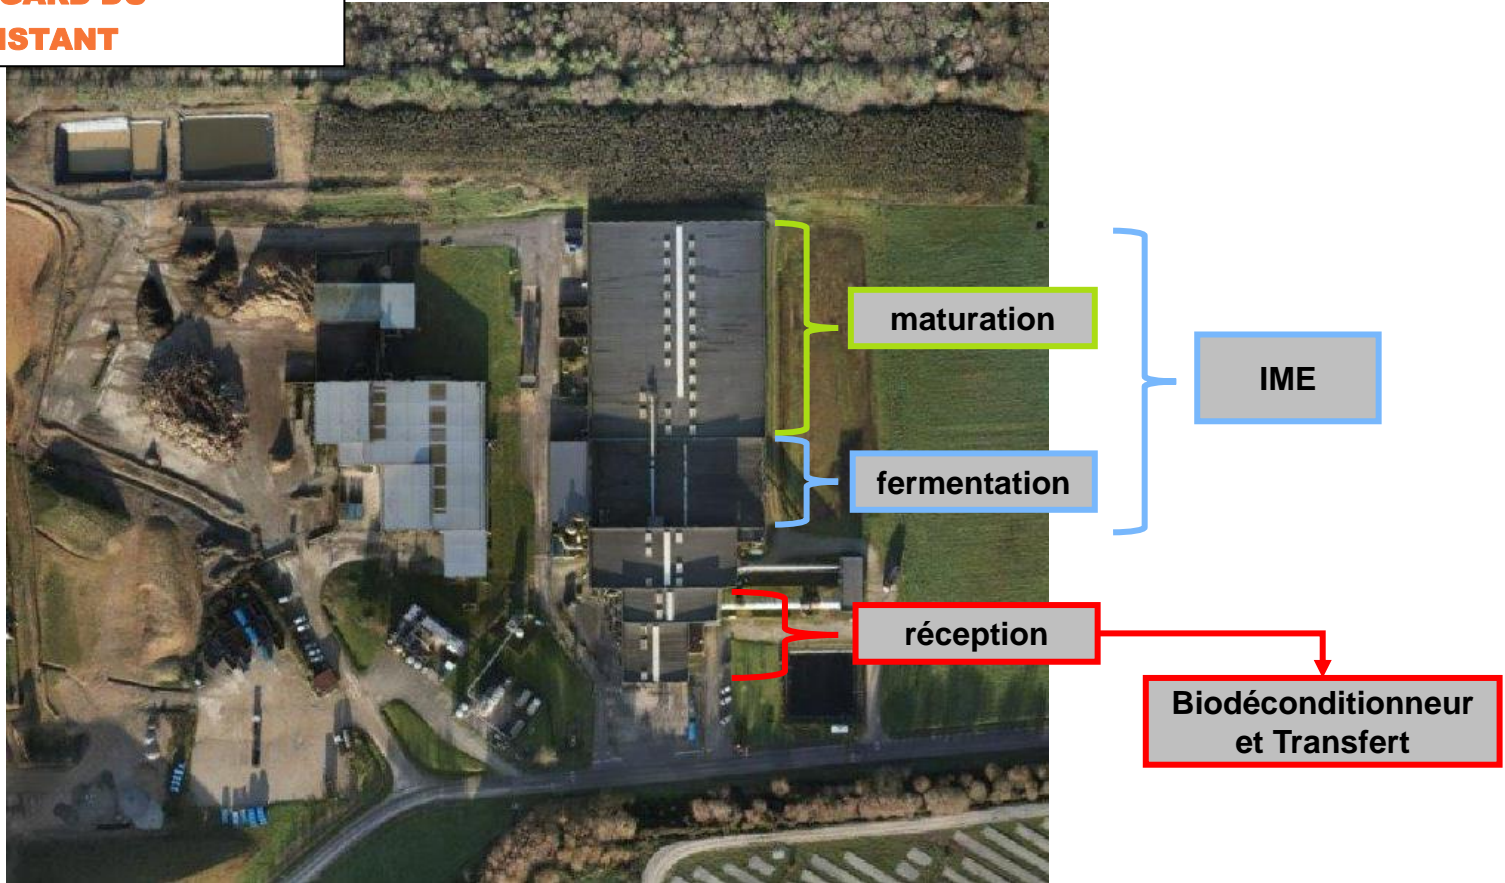 ISTANT
maturation
IME
fermentation
réception
Biodéconditionneur
et Transfert